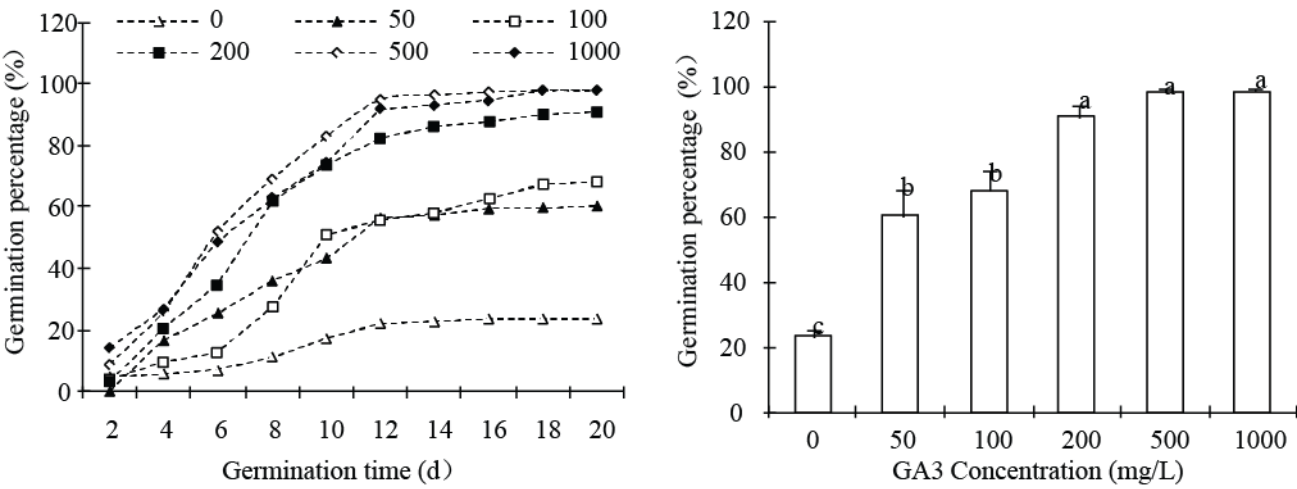 120
100
80
60
40
20
0
Germination percentage (%)
0 50 100
200 500 1000
2 4 6 8 10 12 14 16 18 20
Germination time (d）
120
100
80
60
40
20
0
Germination percentage (%)
c b b a a a
0 50 100 200 500 1000
GA3 Concentration (mg/L)